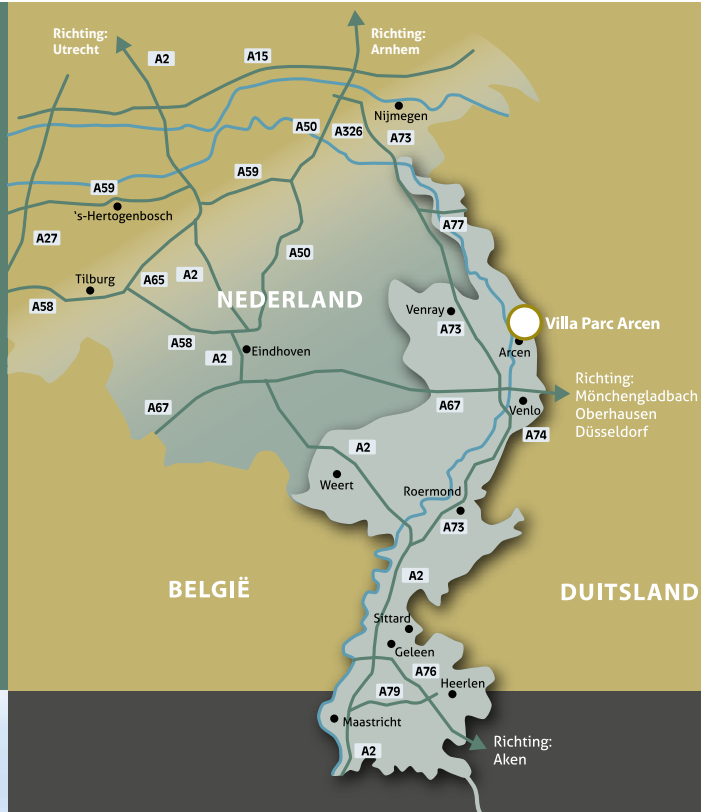 Richting:
Utrecht
A2
A15
Richting:
Arnhem
Nijmegen
A50
A326
A73
A59
A59
's-Hertogenbosch
A77
A27
A50
Tilburg
A65
A2
A58
NEDERLAND
Venray
A73
Villa Parc Arcen
A58
A2
Eindhoven
Arcen
Richting:
Mönchengladbach
Oberhausen
Düsseldorf
A67
A67
Venlo
A74
A2
Weert
Roermond
A73
A2
BELGIË
DUITSLAND
Sittard
Geleen
A76
Heerlen
A79
Maastricht
A2
Richting:
Aken